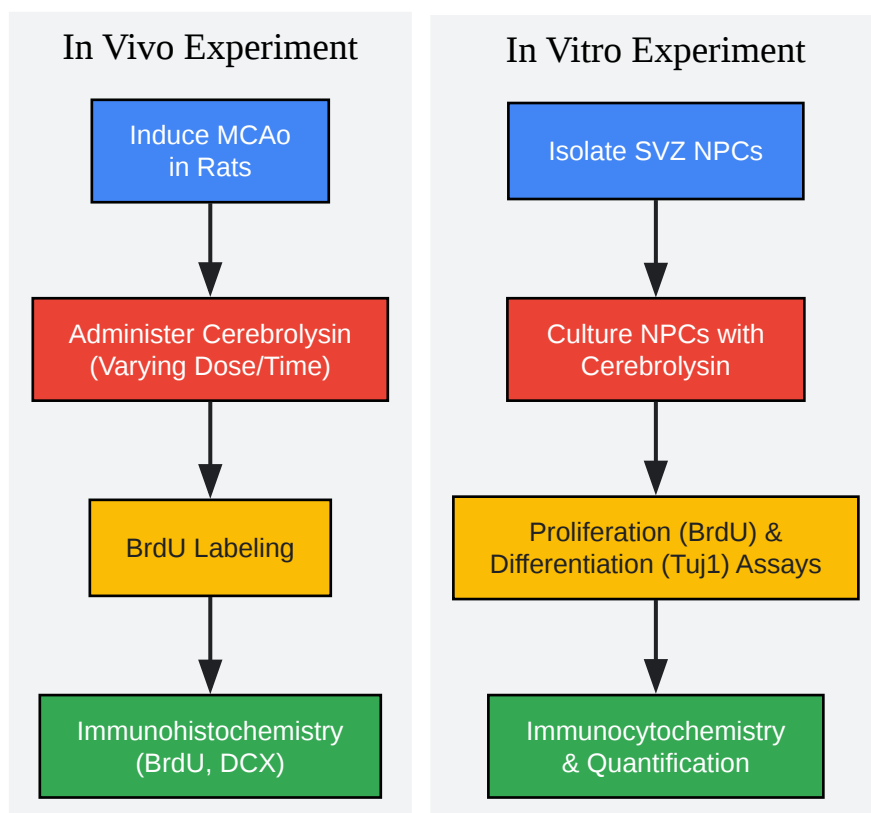 In Vivo Experiment
Induce MCAo
in Rats
Administer Cerebrolysin
(Varying Dose/Time)
BrdU Labeling
Immunohistochemistry
(BrdU, DCX)
In Vitro Experiment
Isolate SVZ NPCs
Culture NPCs with
Cerebrolysin
Proliferation (BrdU) &
Differentiation (Tuj1) Assays
Immunocytochemistry
& Quantification